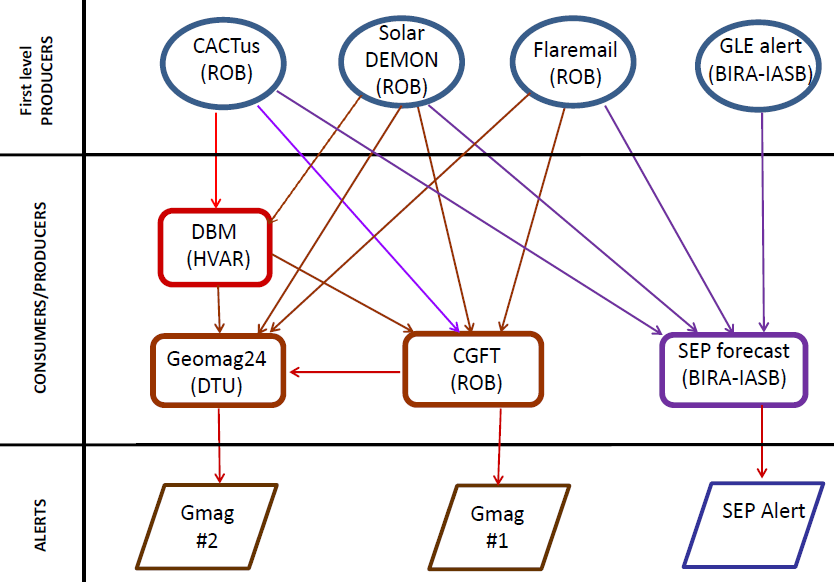 First level
PRODUCERS
CACTus
(ROB)
Solar
DEMON
(ROB)
Flaremail
(ROB)
GLE alert
(BIRA-IASB)
CONSUMERS/PRODUCERS
DBM
(HVAR)
Geomag24
(DTU)
CGFT
(ROB)
SEP forecast
(BIRA-IASB)
ALERTS
Gmag
#2
Gmag
#1
SEP Alert